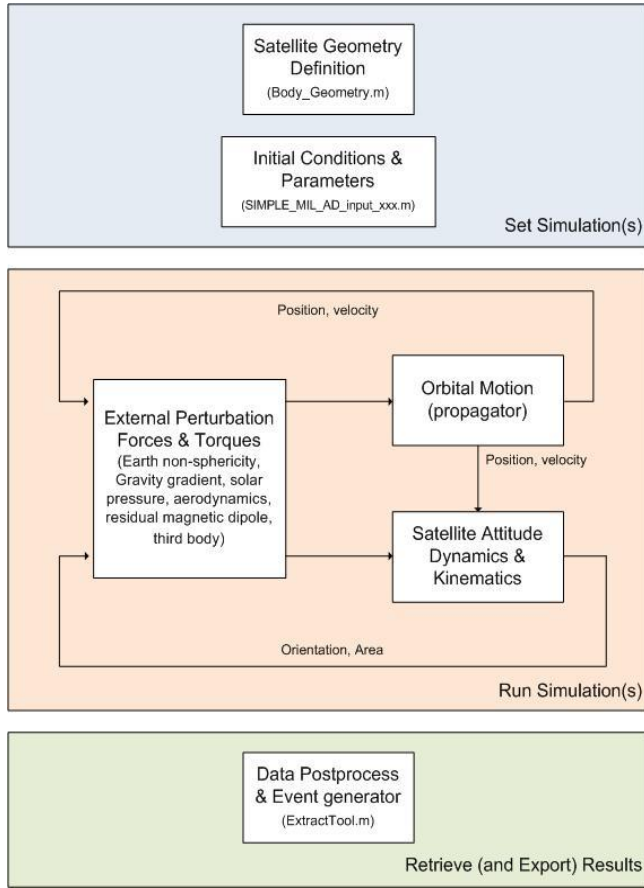 Satellite Geometry
Definition
(Body_Geometry.m)
Initial Conditions &
Parameters
(SIMPLE_MIL_AD_input_xxx.m)
Set Simulation(s)
Position, velocity
External Perturbation
Forces & Torques
(Earth non-sphericity,
Gravity gradient, solar
pressure, aerodynamics,
residual magnetic dipole,
third body)
Orbital Motion
(propagator)
Position, velocity
Satellite Attitude
Dynamics &
Kinematics
Orientation, Area
Run Simulation(s)
Data Postprocess
& Event generator
(ExtractTool.m)
Retrieve (and Export) Results